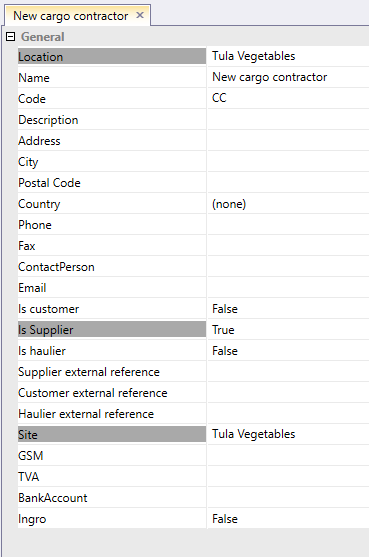 New cargo contractor ×
General
Location Tula Vegetables
Name New cargo contractor
Code CC
Description
Address
City
Postal Code
Country (none)
Phone
Fax
ContactPerson
Email
Is customer False
Is Supplier True
Is haulier False
Supplier external reference
Customer external reference
Haulier external reference
Site Tula Vegetables
GSM
TVA
BankAccount
Ingro False